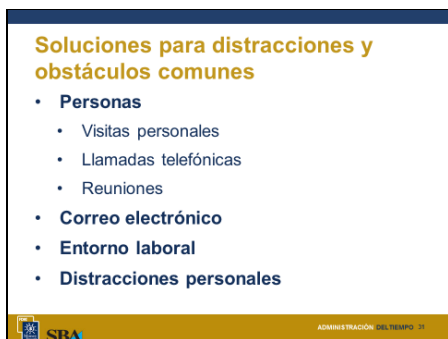 Soluciones para distracciones y
obstáculos comunes
• Personas
• Visitas personales
• Llamadas telefónicas
• Reuniones
• Correo electrónico
• Entorno laboral
• Distracciones personales
SBA
ADMINISTRACIÓN DEL TIEMPO 31